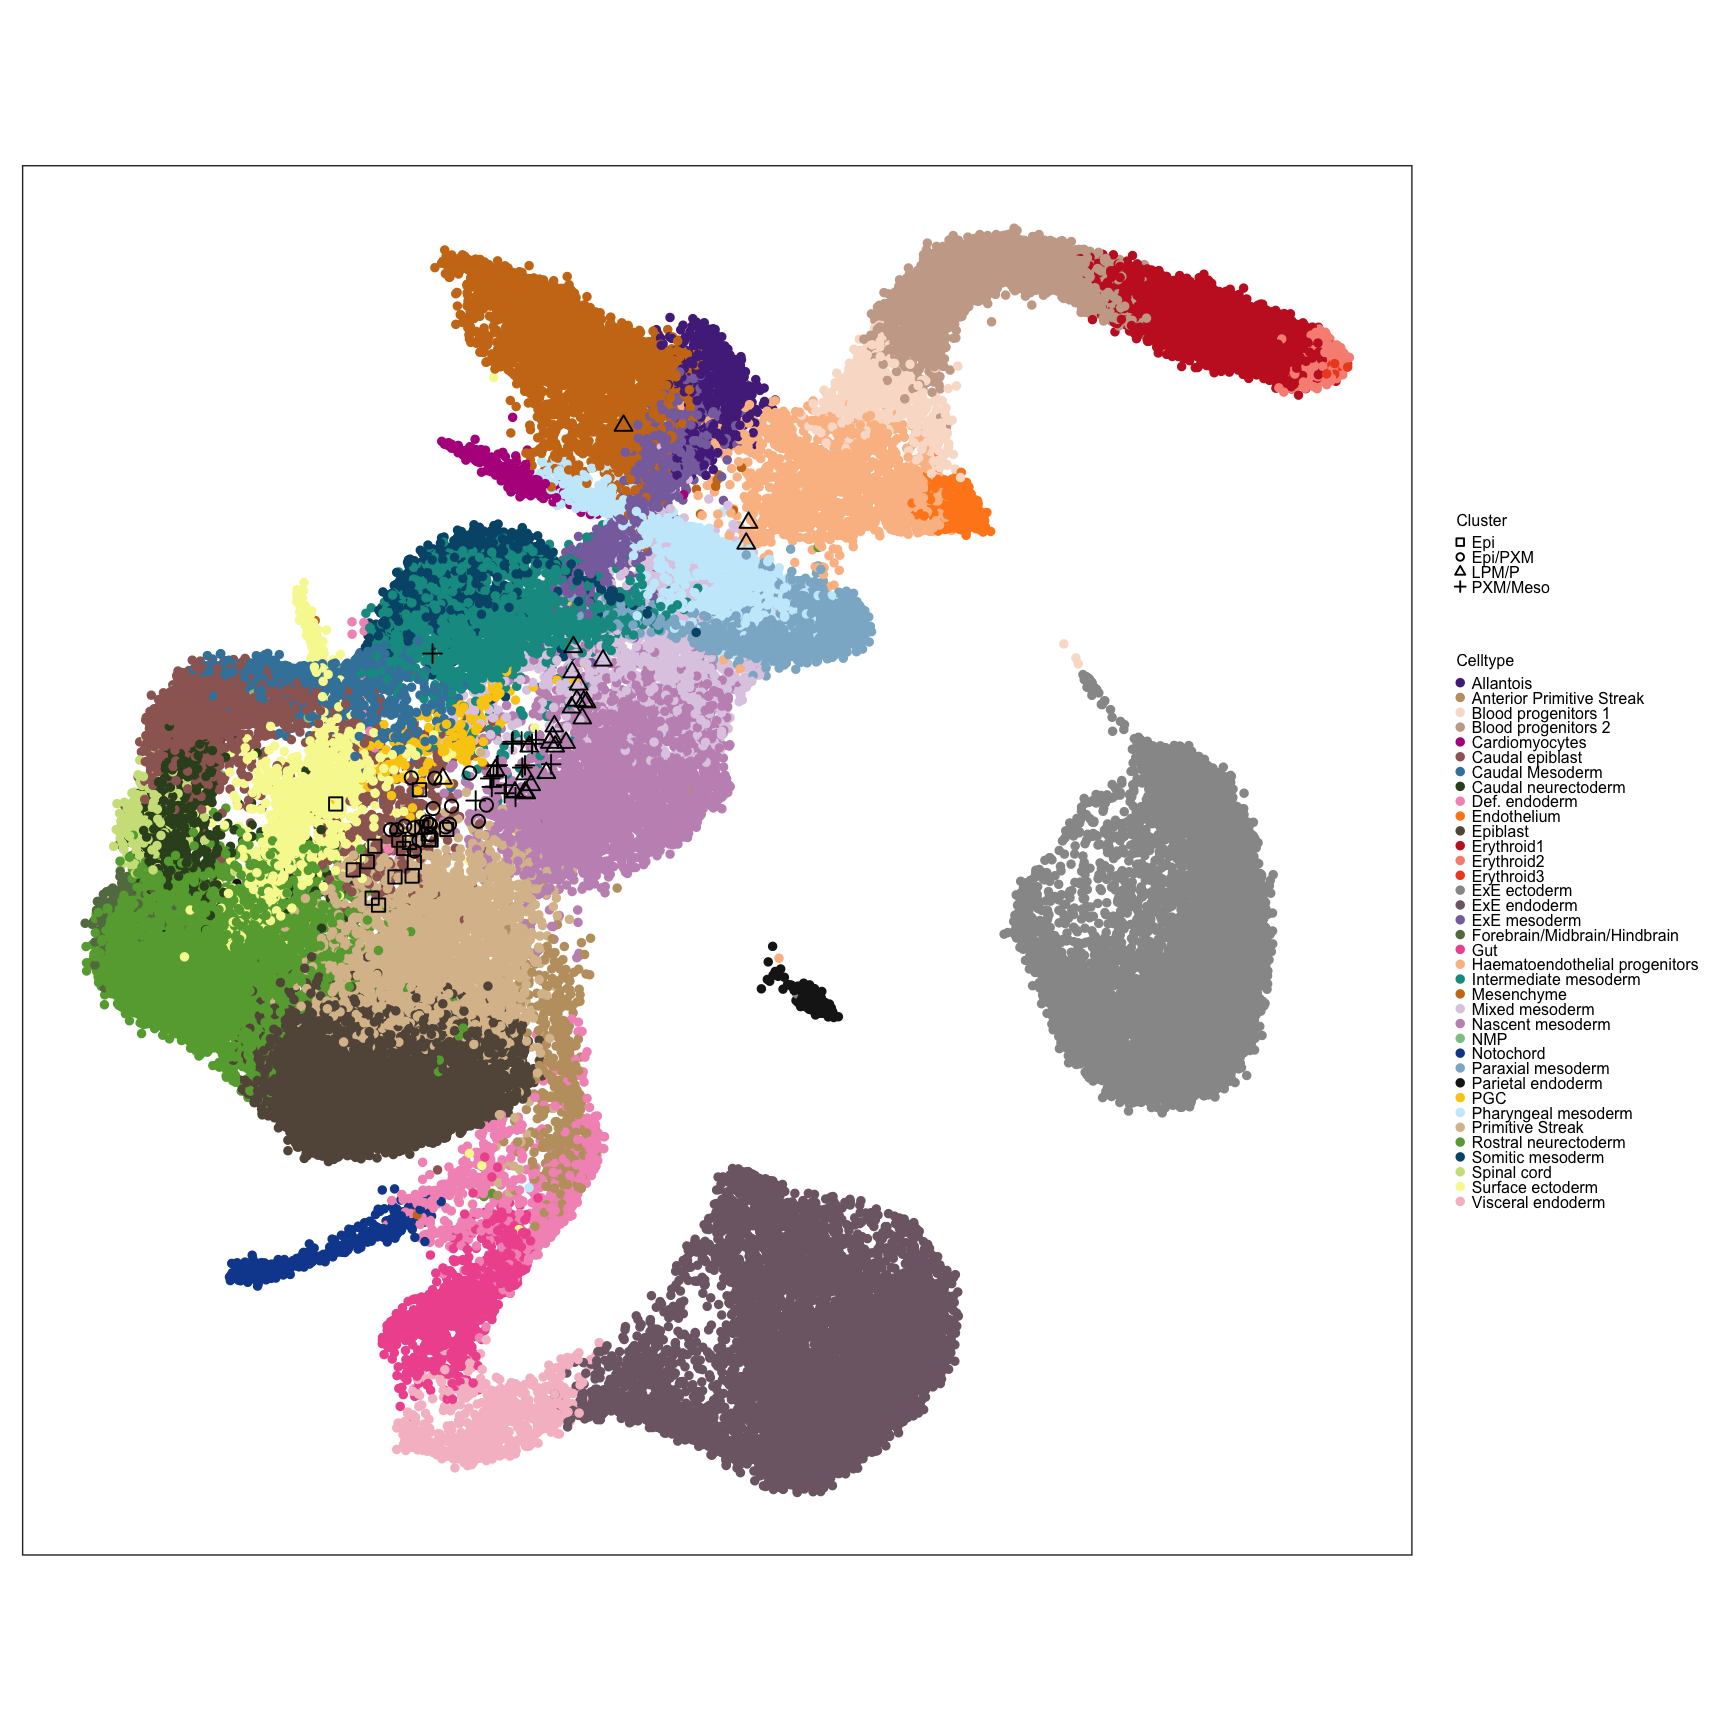 Cluster
Epi
Epi/PXM
LPM/P
PXM/Meso
Celltype
Allantois
Anterior Primitive Streak
Blood progenitors 1
Blood progenitors 2
Cardiomyocytes
Caudal epiblast
Caudal Mesoderm
Caudal neurectoderm
Def. endoderm
Endothelium
Epiblast
Erythroid1
Erythroid2
Erythroid3
ExE ectoderm
ExE endoderm
ExE mesoderm
Forebrain/Midbrain/Hindbrain
Gut
Haematoendothelial progenitors
Intermediate mesoderm
Mesenchyme
Mixed mesoderm
Nascent mesoderm
NMP
Notochord
Paraxial mesoderm
Parietal endoderm
PGC
Pharyngeal mesoderm
Primitive Streak
Rostral neurectoderm
Somitic mesoderm
Spinal cord
Surface ectoderm
Visceral endoderm